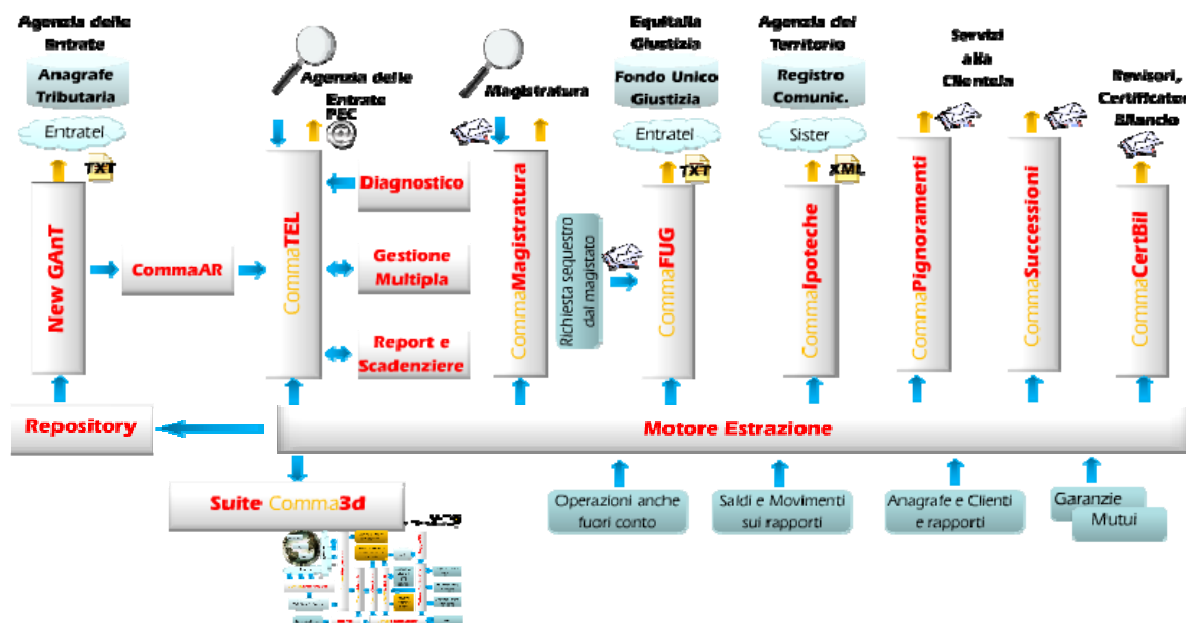 Agenzia delle
Entrate
Anagrafe
Tributaria
Entratel
TXT
New GAnT
CommaAR
Agenzia delle
Entrate
PEC
@
CommaTEL
Diagnostico
Gestione
Multipla
Report e
Scadenziere
Magistratura
CommaMagistratura
Richiesta sequestro
dal magistato
Equitalia
Giustizia
Fondo Unico
Giustizia
Entratel
TXT
CommaFUG
Agenzia del
Territorio
Registro
Comunic.
Sister
XML
CommaIpoteche
Servizi
alla
Clientela
CommaPignoramenti
CommaSuccessioni
Revisori,
Certificatori
Bilancio
CommaCertBil
Repository
Motore Estrazione
Suite Comma3d
Operazioni anche
fuori conto
Saldi e Movimenti
sui rapporti
Anagrafe e Clienti
e rapporti
Garanzie
Mutui